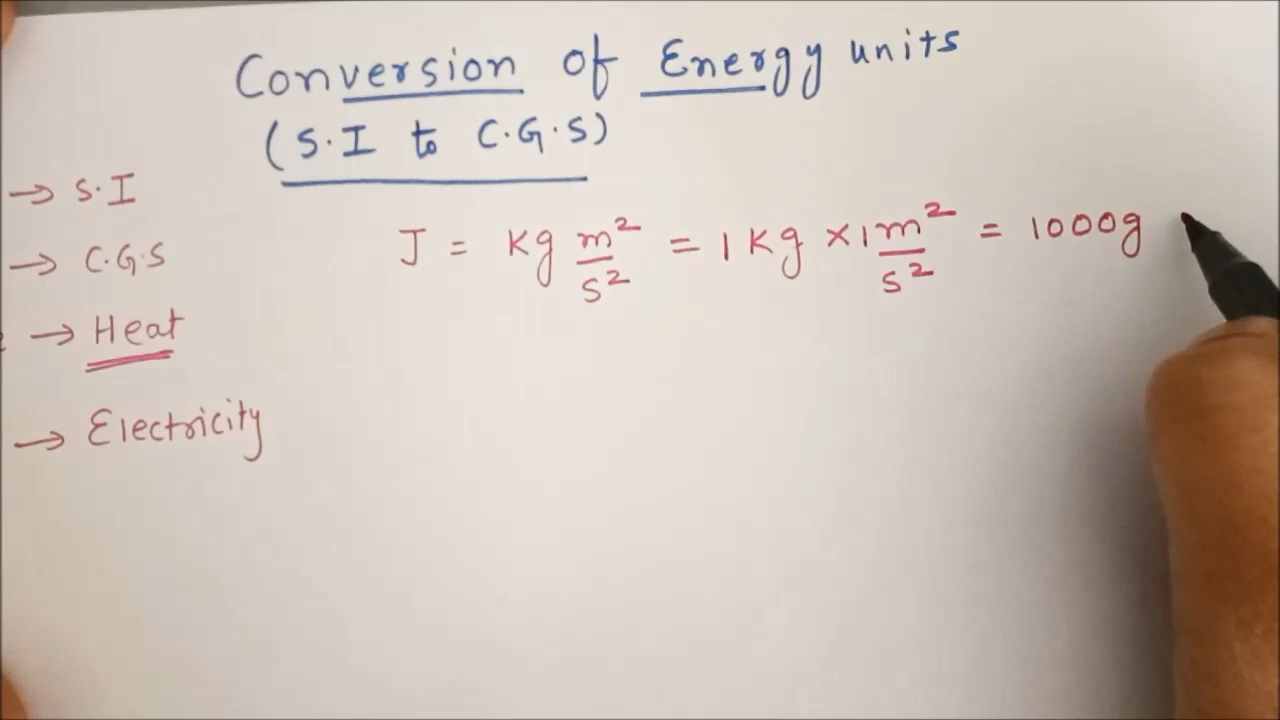 Conversion of Energy units
(S.I to C.G.S)
→ S.I
J = Kg m²/s² = 1 Kg × 1 m²/s² = 1000g
→ C.G.S
→ Heat
→ Electricity